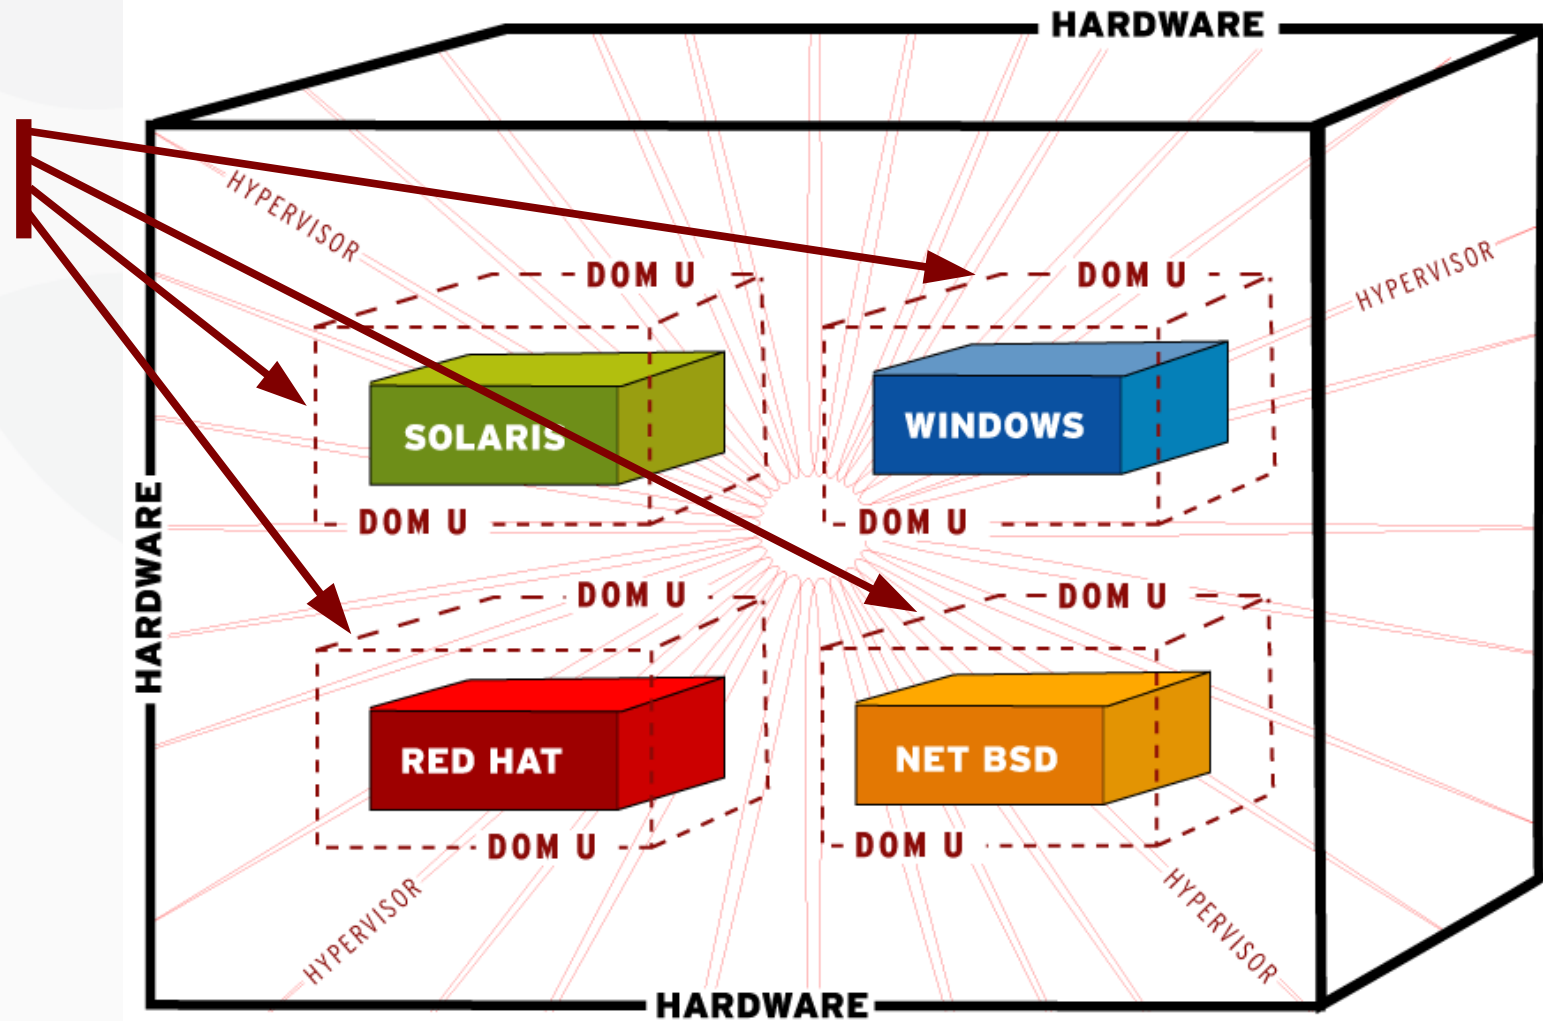 HARDWARE
HYPERVISOR
HYPERVISOR
DOM U
DOM U
SOLARIS
WINDOWS
DOM U
DOM U
HARDWARE
DOM U
DOM U
RED HAT
NET BSD
DOM U
DOM U
HYPERVISOR
HYPERVISOR
HARDWARE